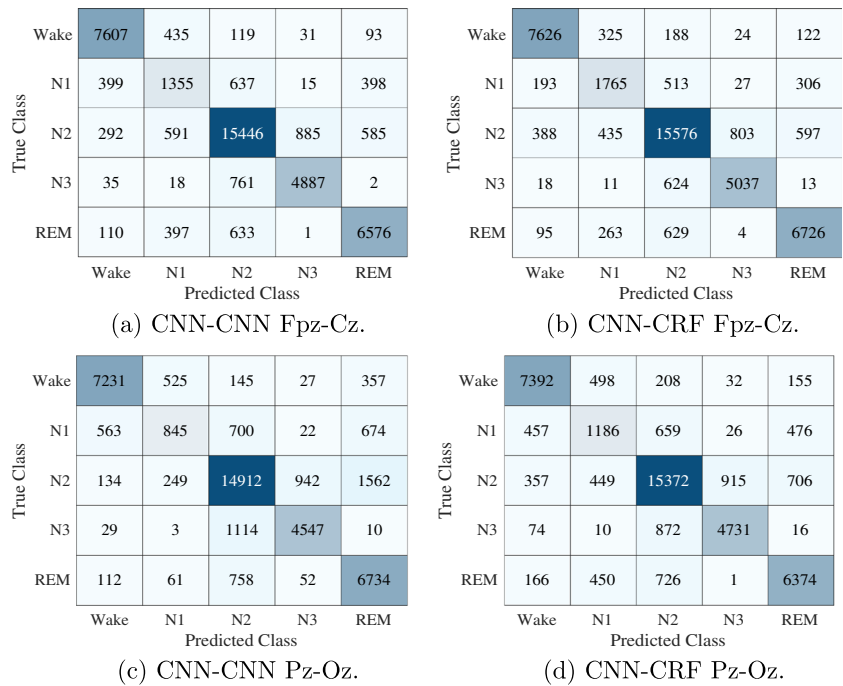 Wake 7607 435 119 31 93
N1 399 1355 637 15 398
N2 292 591 15446 885 585
N3 35 18 761 4887 2
REM 110 397 633 1 6576
Wake N1 N2 N3 REM
True Class
Predicted Class
(a) CNN-CNN Fpz-Cz.
Wake 7626 325 188 24 122
N1 193 1765 513 27 306
N2 388 435 15576 803 597
N3 18 11 624 5037 13
REM 95 263 629 4 6726
Wake N1 N2 N3 REM
True Class
Predicted Class
(b) CNN-CRF Fpz-Cz.
Wake 7231 525 145 27 357
N1 563 845 700 22 674
N2 134 249 14912 942 1562
N3 29 3 1114 4547 10
REM 112 61 758 52 6734
Wake N1 N2 N3 REM
True Class
Predicted Class
(c) CNN-CNN Pz-Oz.
Wake 7392 498 208 32 155
N1 457 1186 659 26 476
N2 357 449 15372 915 706
N3 74 10 872 4731 16
REM 166 450 726 1 6374
Wake N1 N2 N3 REM
True Class
Predicted Class
(d) CNN-CRF Pz-Oz.